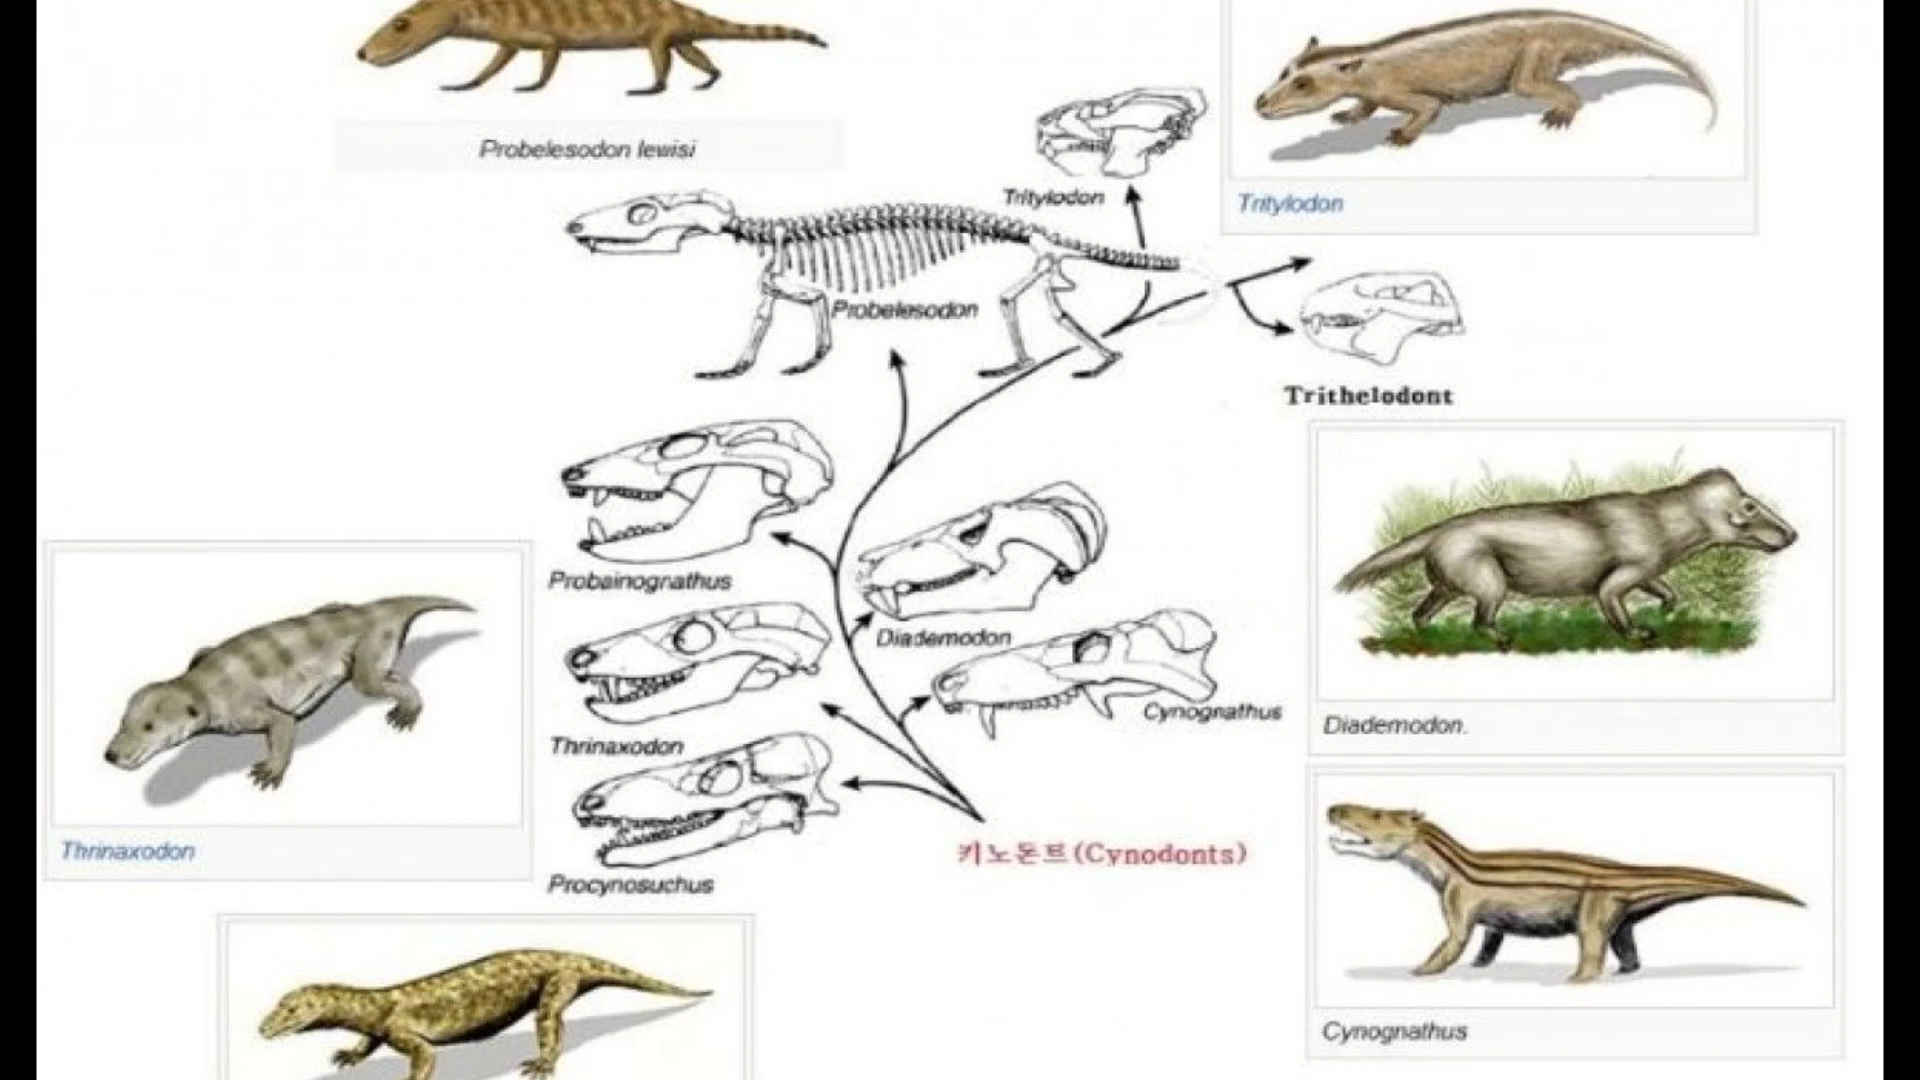 Probelesodon lewisi
Tritylodon
Tritylodon
Probelesodon
Trithelodont
Probainognathus
Diademodon
Cynognathus
Diademodon.
Thrinaxodon
Thrinaxodon
키노돈트(Cynodonts)
Procynosuchus
Cynognathus